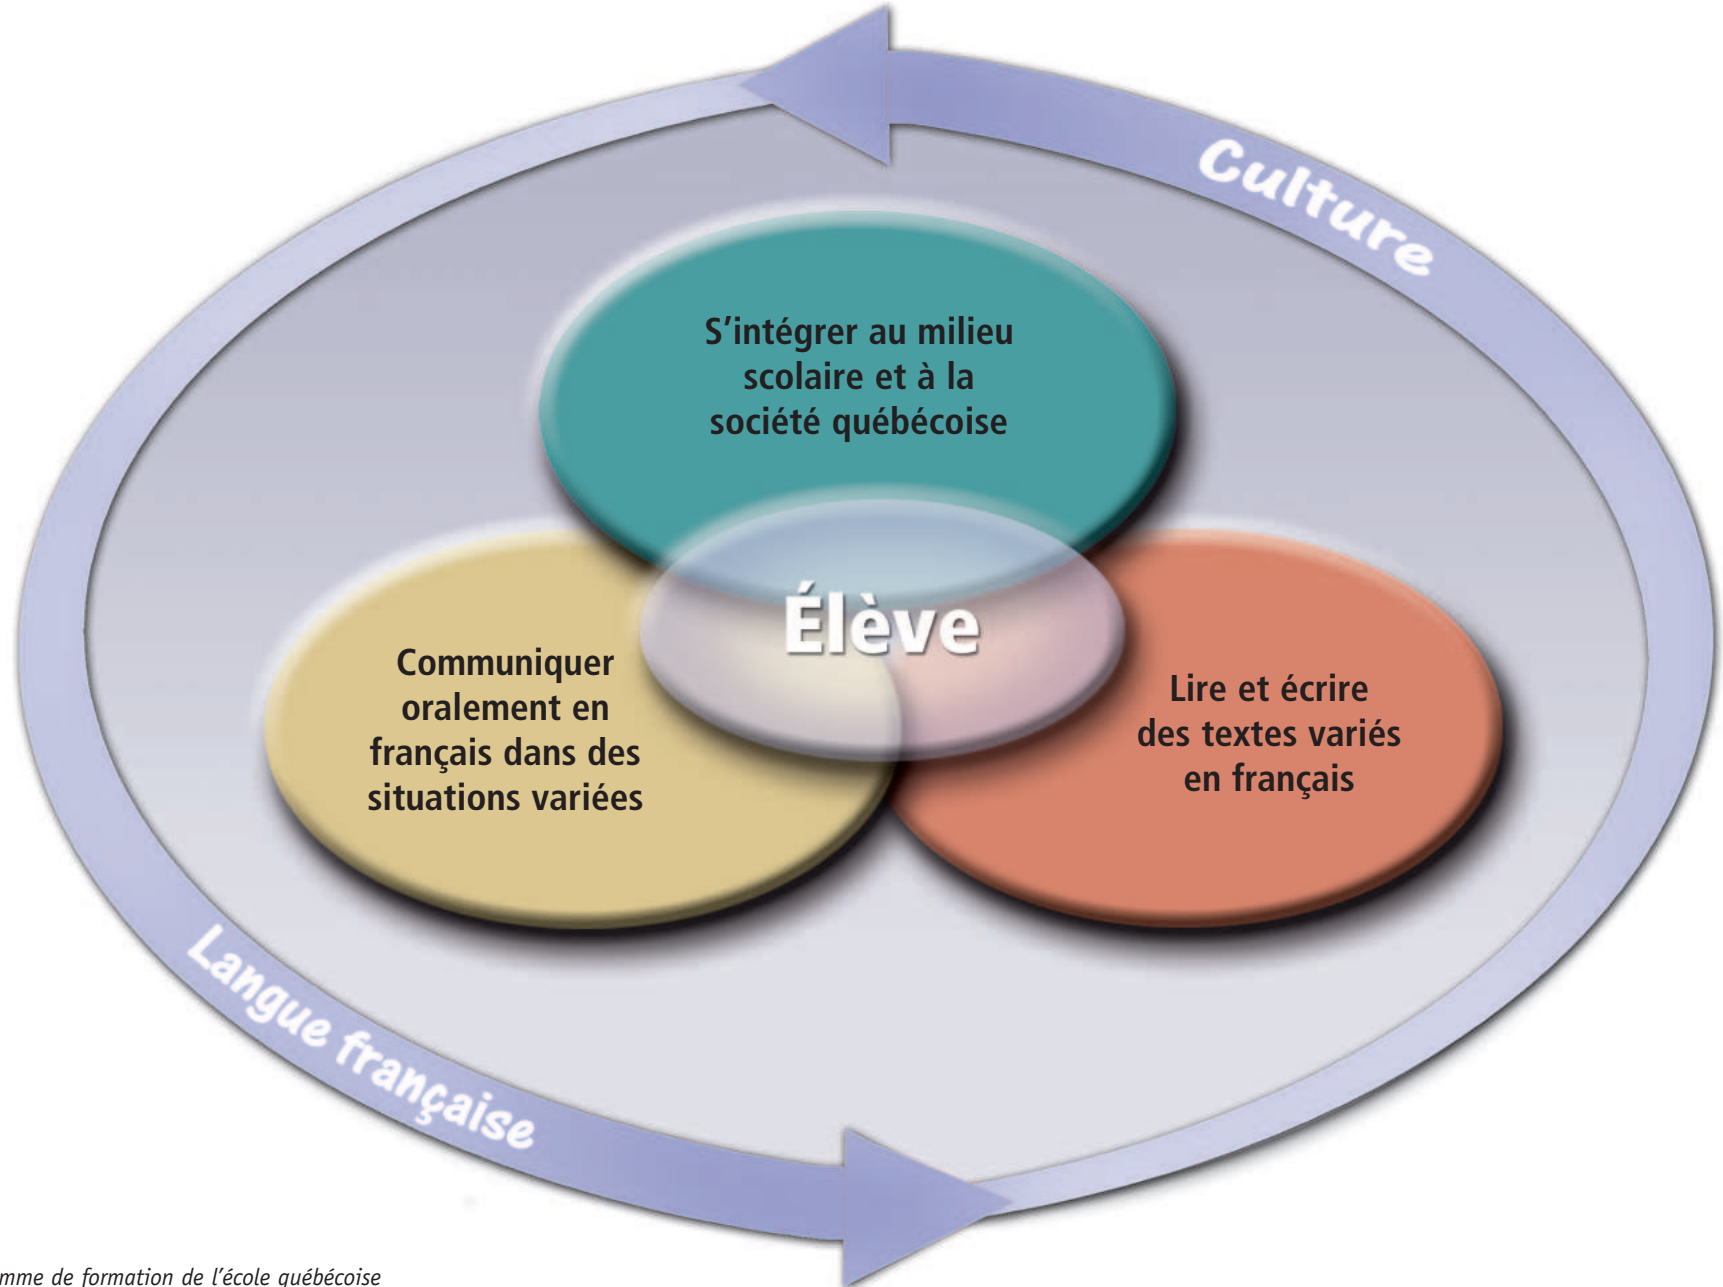 Culture
S’intégrer au milieu
scolaire et à la
société québécoise
Élève
Communiquer
oralement en
français dans des
situations variées
Lire et écrire
des textes variés
en français
Langue française
de formation de l’école québécoise